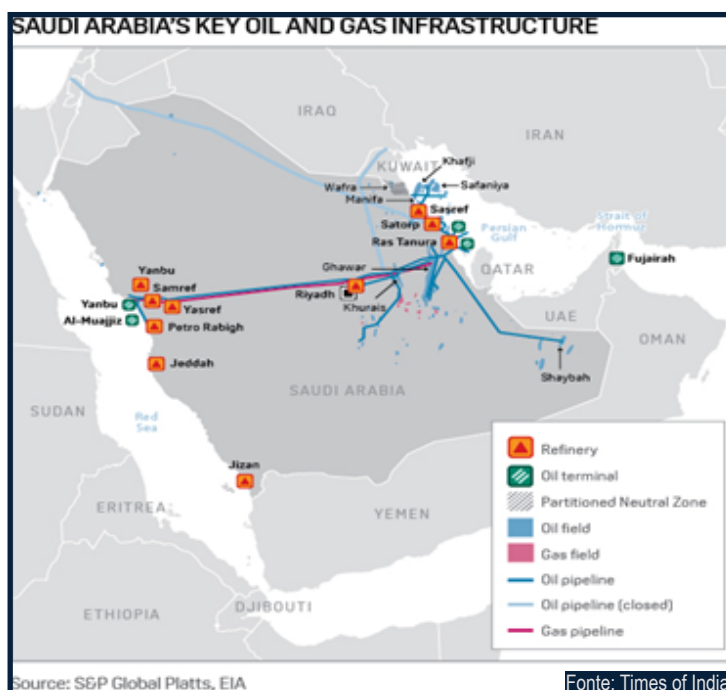 SAUDI ARABIA'S KEY OIL AND GAS INFRASTRUCTURE
IRAQ
IRAN
KUWAIT
Khafji
Wafra
Safaniya
Manifa
Sasref
Satorp
Ras Tanura
Persian
Gulf
Strait of
Hormuz
Ghawar
QATAR
Fujairah
Yanbu
Samref
Riyadh
Yanbu
Yasref
Khurais
Al-Muajjiz
Petro Rabigh
UAE
OMAN
Jeddah
Shaybah
SAUDI ARABIA
SUDAN
Red
Sea
Jizan
ERITREA
YEMEN
ETHIOPIA
DJIBOUTI
Refinery
Oil terminal
Partitioned Neutral Zone
Oil field
Gas field
Oil pipeline
Oil pipeline (closed)
Gas pipeline
Source: S&P Global Platts, EIA
Fonte: Times of India